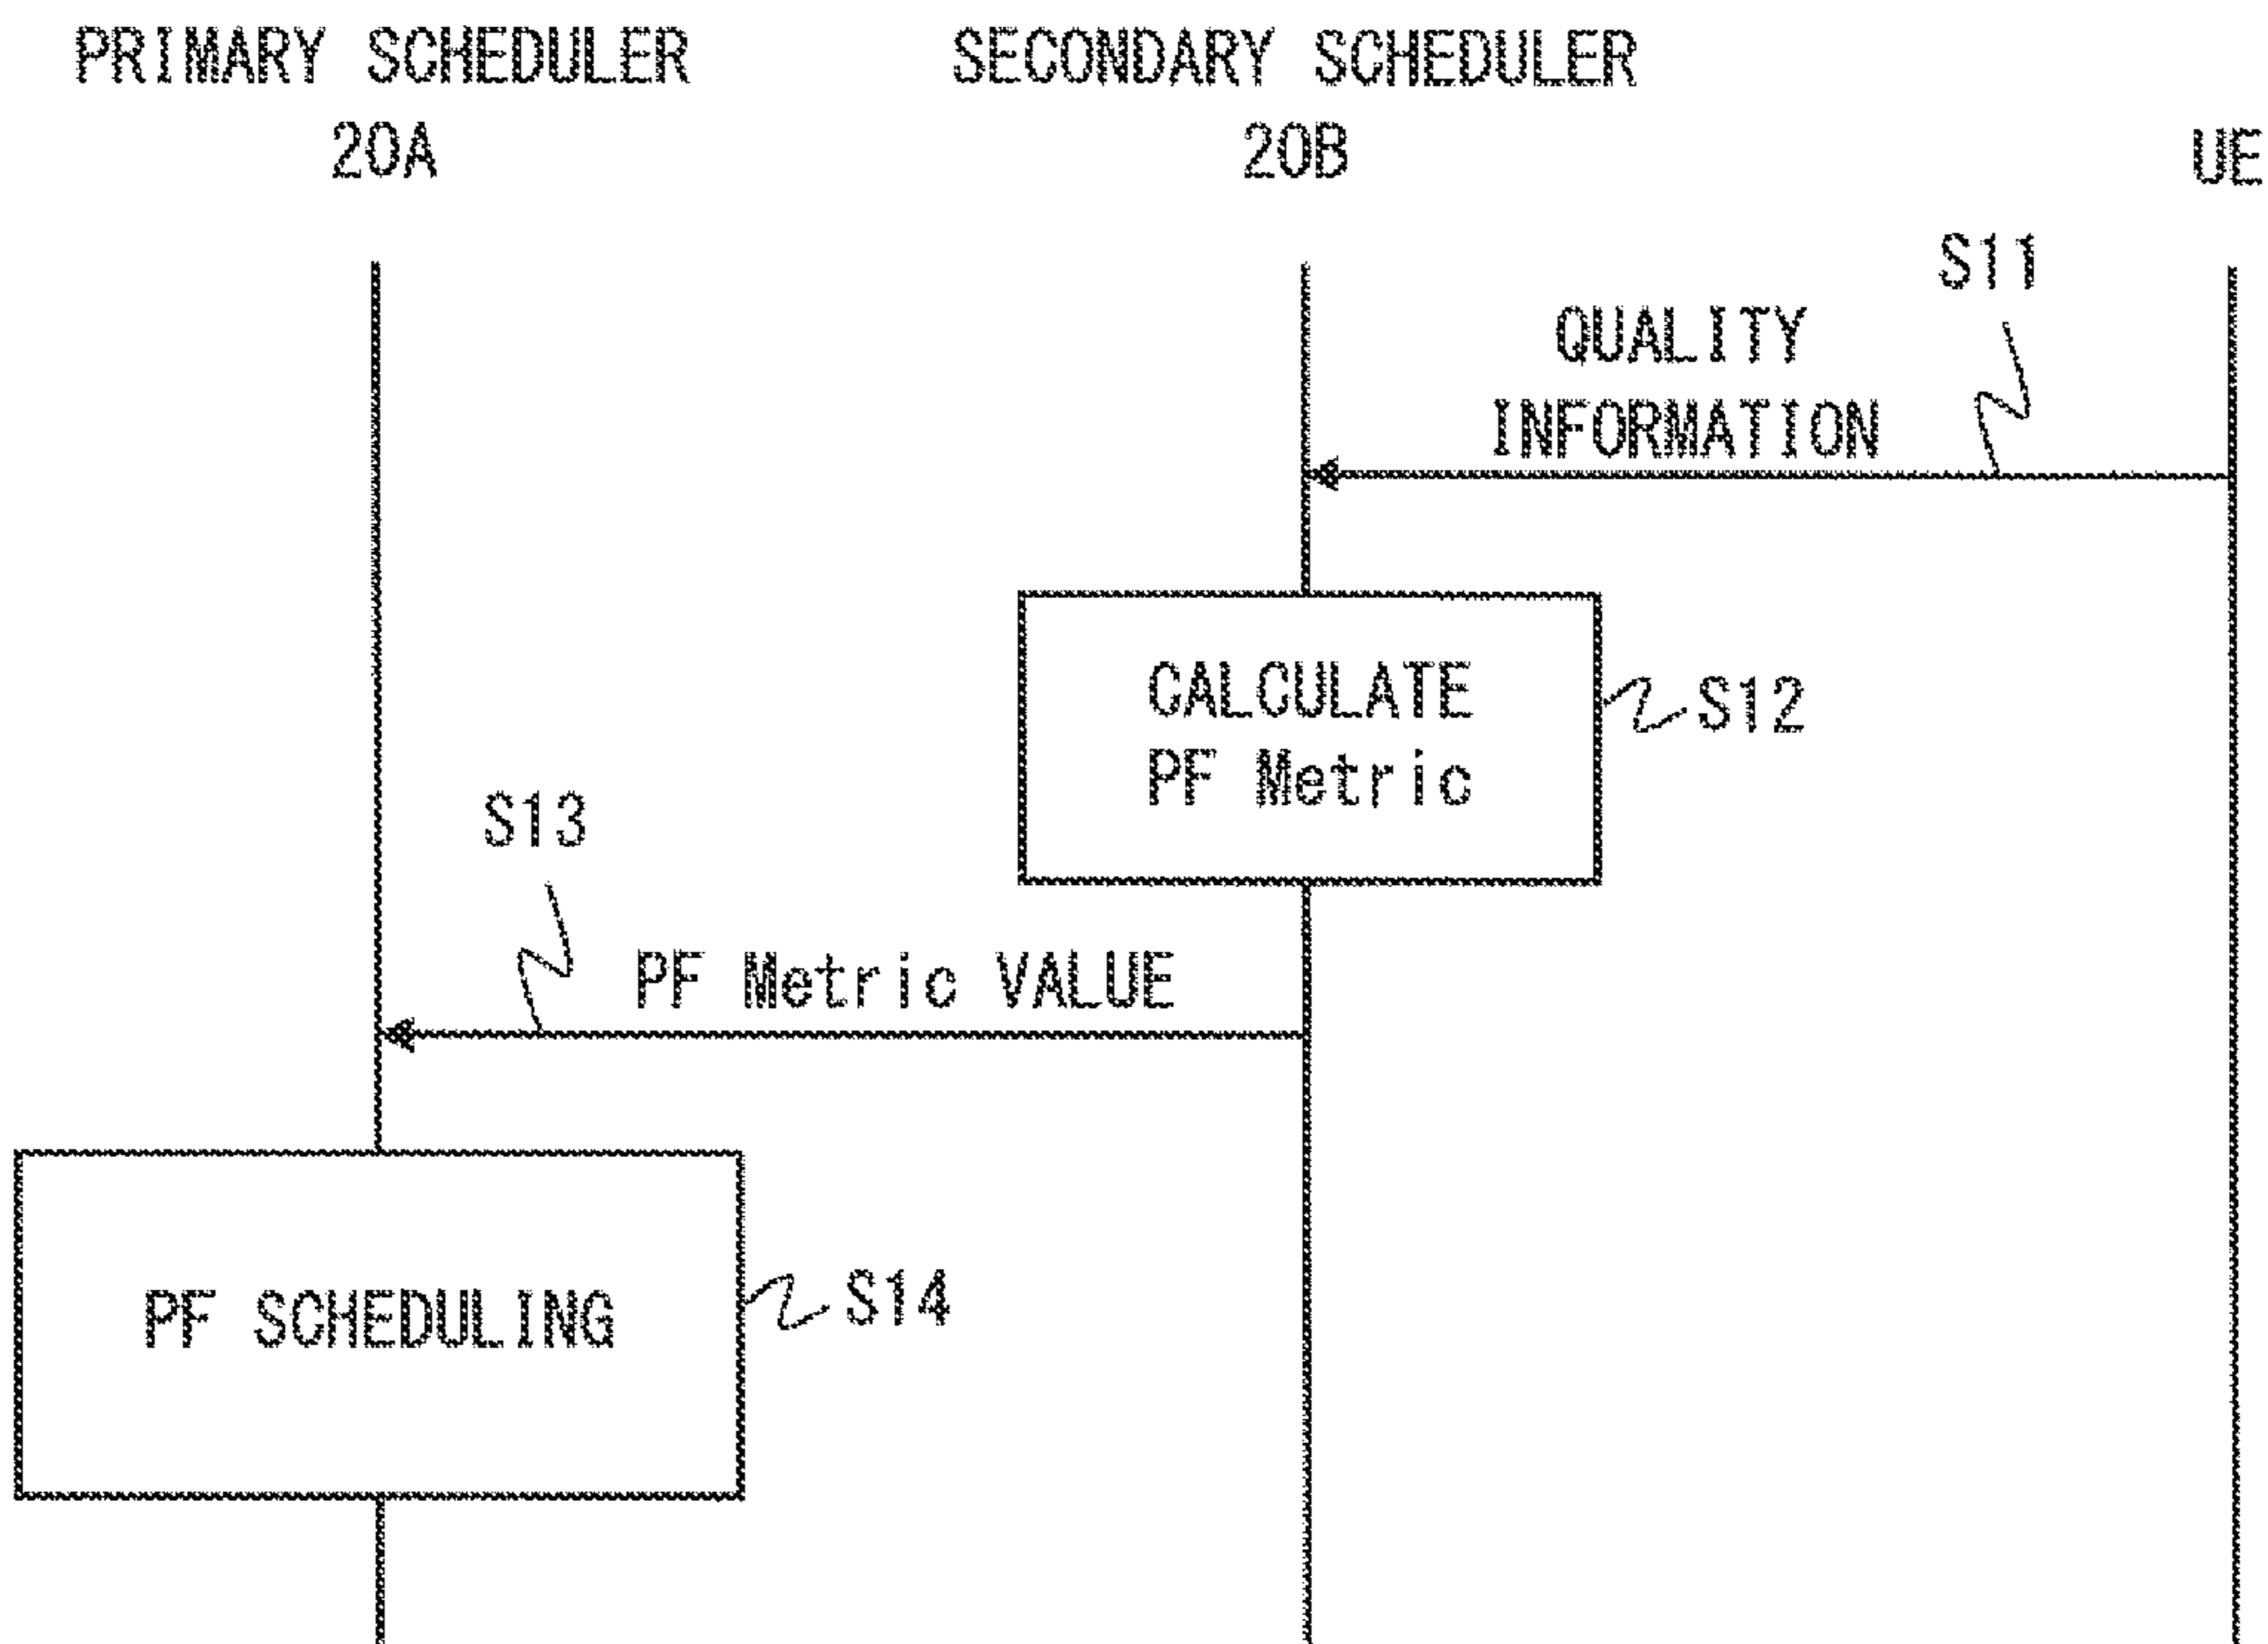 PRIMARY SCHEDULER
20A
SECONDARY SCHEDULER
20B
UE
S11
QUALITY
INFORMATION
CALCULATE
PF Metric
S12
S13
PF Metric VALUE
PF SCHEDULING
S14